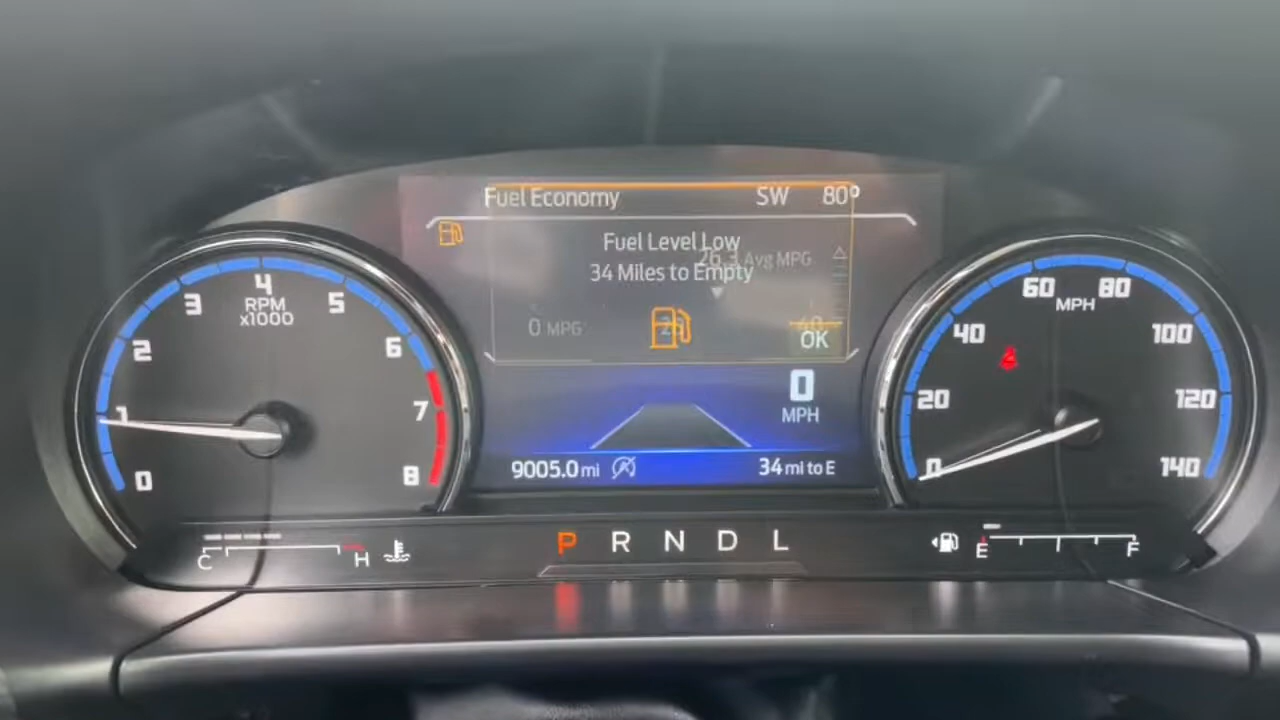 Fuel Economy SW 80°
Fuel Level Low
26.3 Avg MPG
34 Miles to Empty
0 MPG
OK
0
MPH
9005.0 mi
34 mi to E
0
1
2
3
4
5
6
7
8
RPM
x1000
0
20
40
60
80
100
120
140
MPH
C H
P R N D L
E F